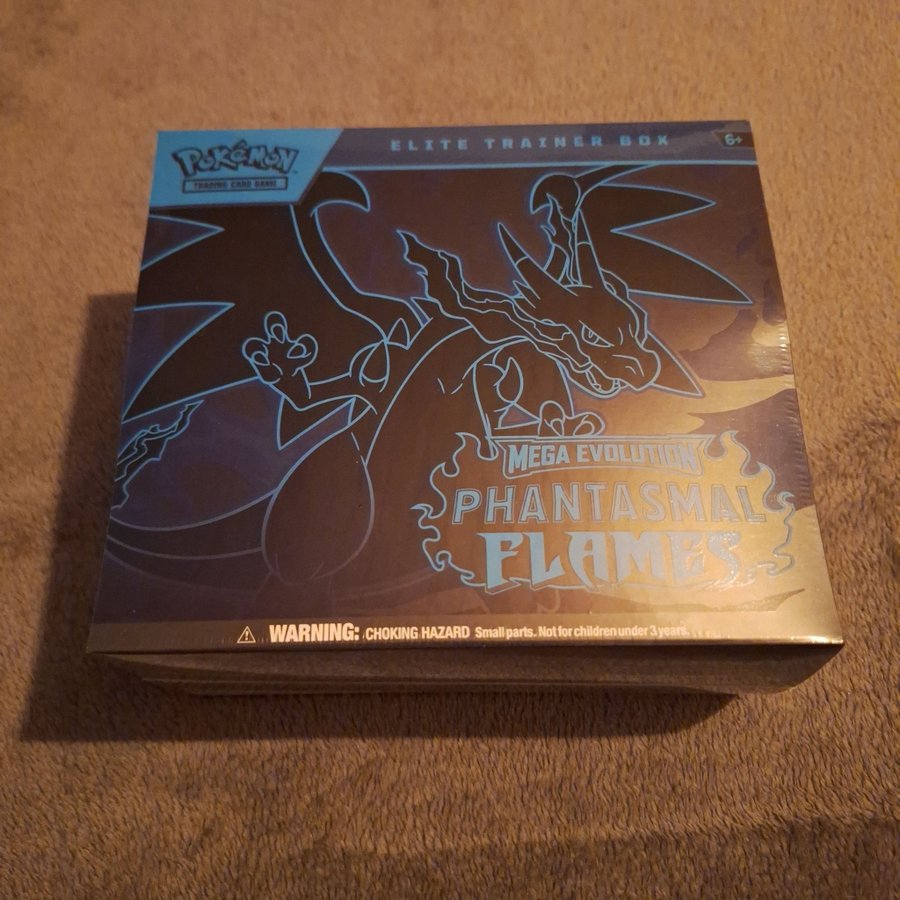 POKéMON
TRADING CARD GAME
ELITE TRAINER BOX
6+
MEGA EVOLUTION
PHANTASMAL
FLAMES
WARNING: CHOKING HAZARD Small parts. Not for children under 3 years.